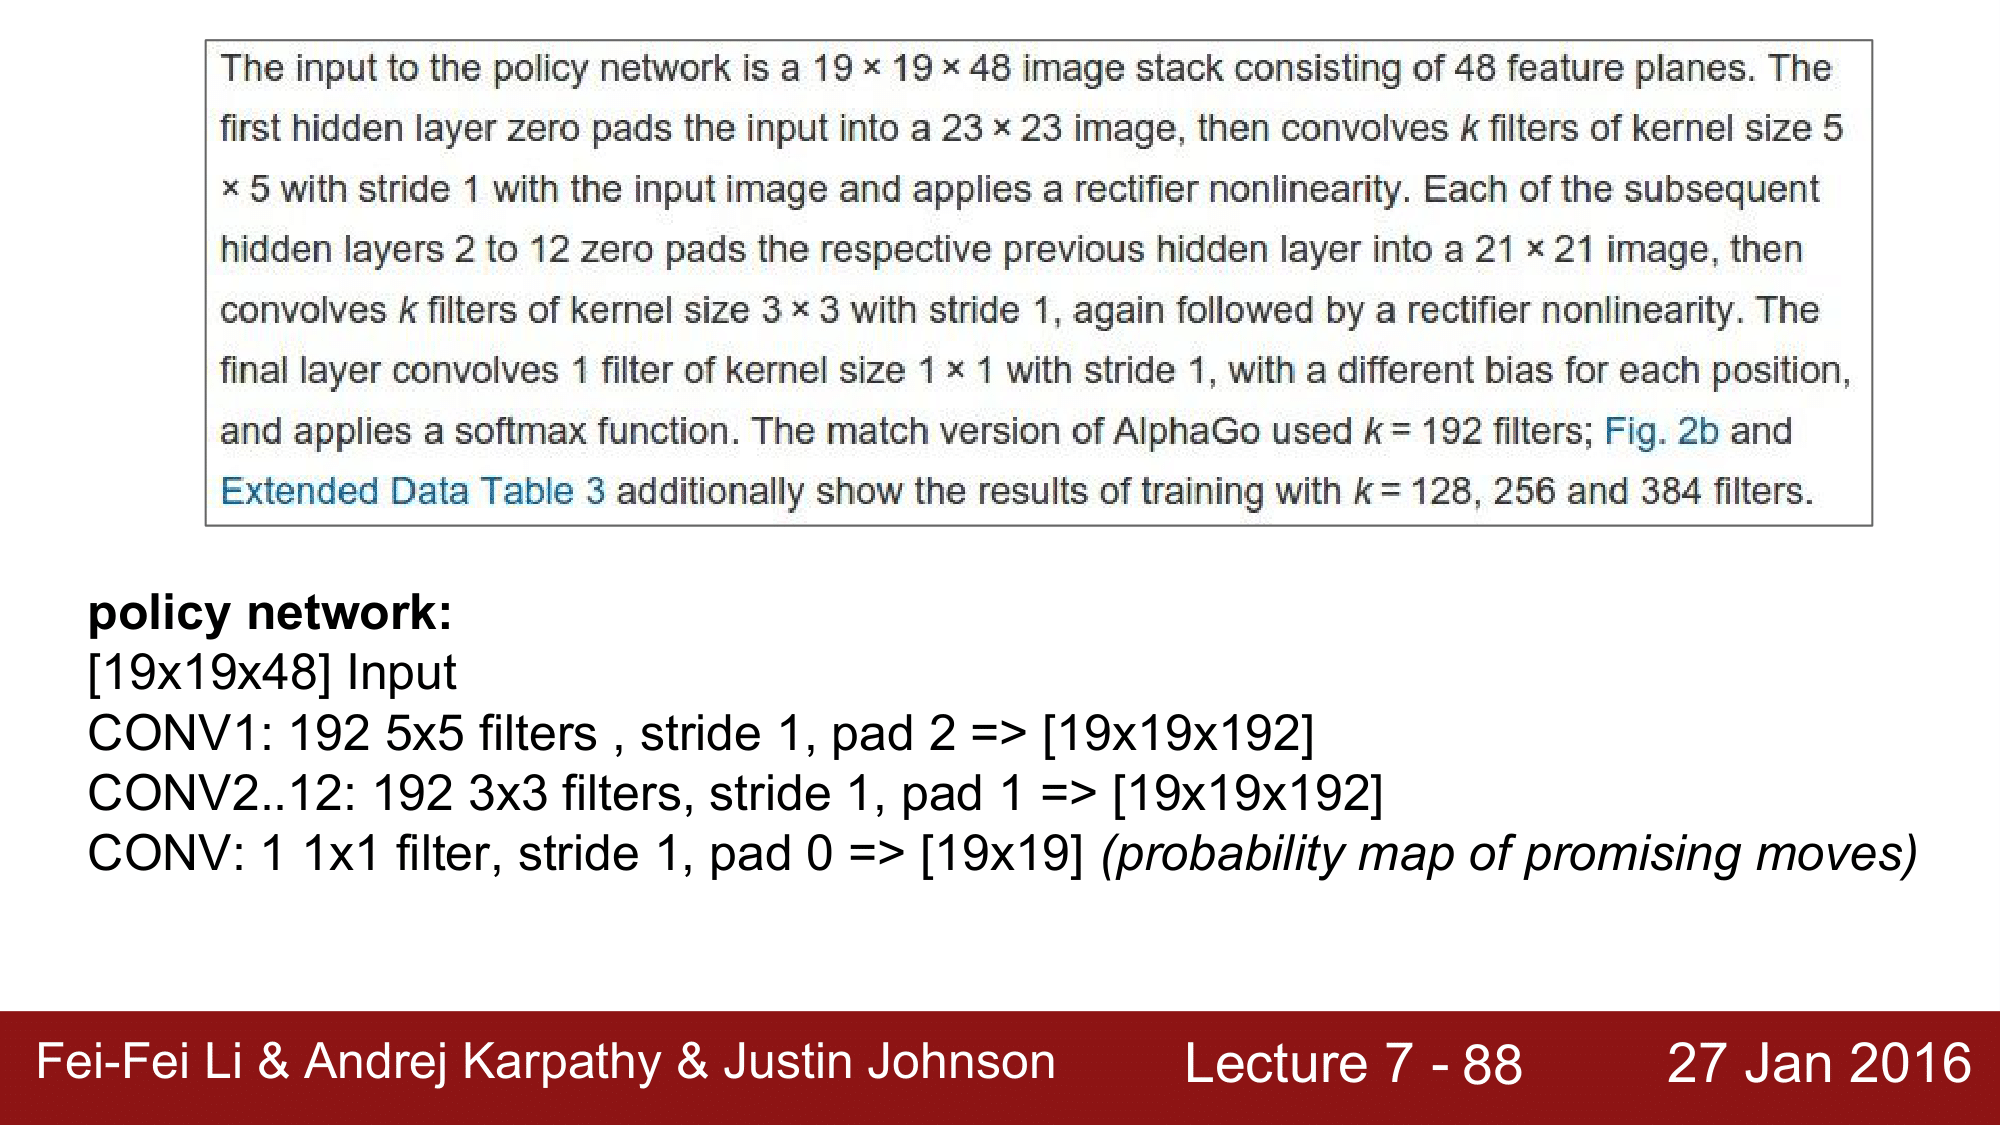 The input to the policy network is a 19 × 19 × 48 image stack consisting of 48 feature planes. The
first hidden layer zero pads the input into a 23 × 23 image, then convolves k filters of kernel size 5
× 5 with stride 1 with the input image and applies a rectifier nonlinearity. Each of the subsequent
hidden layers 2 to 12 zero pads the respective previous hidden layer into a 21 × 21 image, then
convolves k filters of kernel size 3 × 3 with stride 1, again followed by a rectifier nonlinearity. The
final layer convolves 1 filter of kernel size 1 × 1 with stride 1, with a different bias for each position,
and applies a softmax function. The match version of AlphaGo used k = 192 filters; Fig. 2b and
Extended Data Table 3 additionally show the results of training with k = 128, 256 and 384 filters.
policy network:
[19x19x48] Input
CONV1: 192 5x5 filters , stride 1, pad 2 => [19x19x192]
CONV2..12: 192 3x3 filters, stride 1, pad 1 => [19x19x192]
CONV: 1 1x1 filter, stride 1, pad 0 => [19x19] (probability map of promising moves)
Fei-Fei Li & Andrej Karpathy & Justin Johnson
Lecture 7 - 88
27 Jan 2016